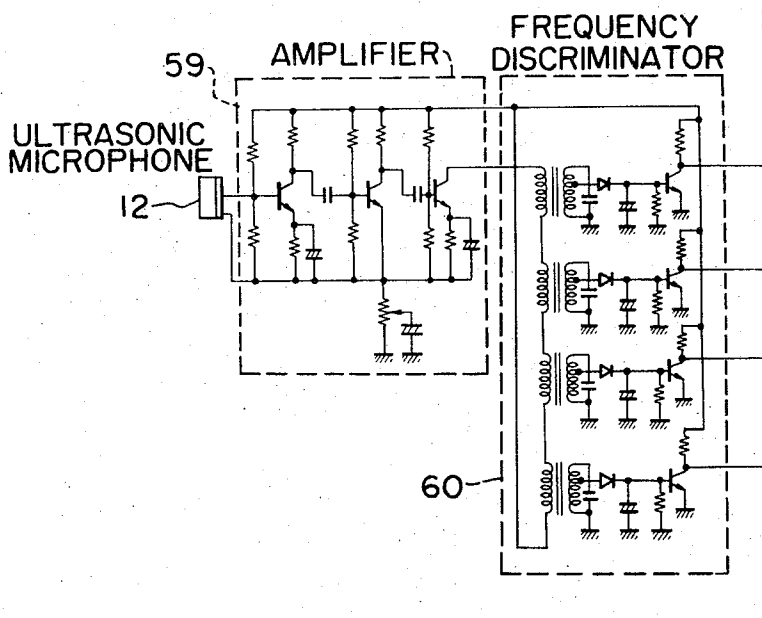 FREQUENCY
DISCRIMINATOR
AMPLIFIER
59
ULTRASONIC
MICROPHONE
12
60